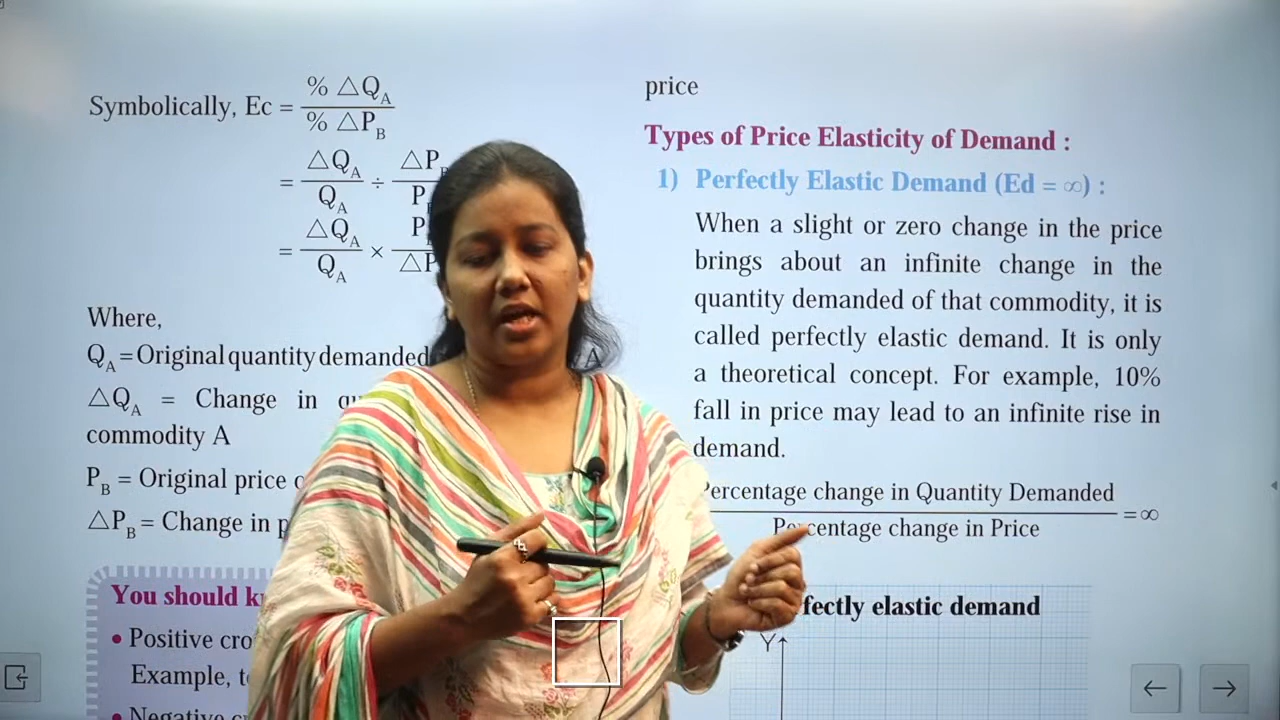 Symbolically, Ec = % △Q_A / % △P_B
= △Q_A / Q_A ÷ △P / P
= △Q_A / Q_A × P / △P
Where,
Q_A = Original quantity demanded A
△Q_A = Change in
commodity A
P_B = Original price
△P_B = Change in
You should
• Positive
Example,
• Negative
price
Types of Price Elasticity of Demand :
1) Perfectly Elastic Demand (Ed = ∞) :
When a slight or zero change in the price
brings about an infinite change in the
quantity demanded of that commodity, it is
called perfectly elastic demand. It is only
a theoretical concept. For example, 10%
fall in price may lead to an infinite rise in
demand.
Percentage change in Quantity Demanded
Percentage change in Price
= ∞
fectly elastic demand
Y